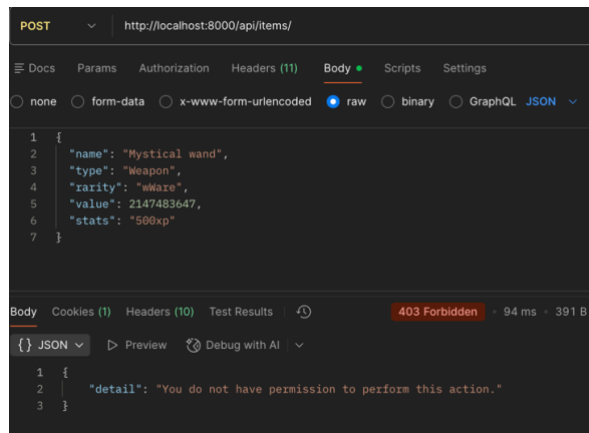 POST http://localhost:8000/api/items/
Docs Params Authorization Headers (11) Body Scripts Settings
none form-data x-www-form-urlencoded raw binary GraphQL JSON
1 {
2 "name": "Mystical wand",
3 "type": "Weapon",
4 "rarity": "wWare",
5 "value": 2147483647,
6 "stats": "500xp"
7 }
Body Cookies (1) Headers (10) Test Results 403 Forbidden 94 ms 391 B
{} JSON Preview Debug with AI
1 {
2 "detail": "You do not have permission to perform this action."
3 }